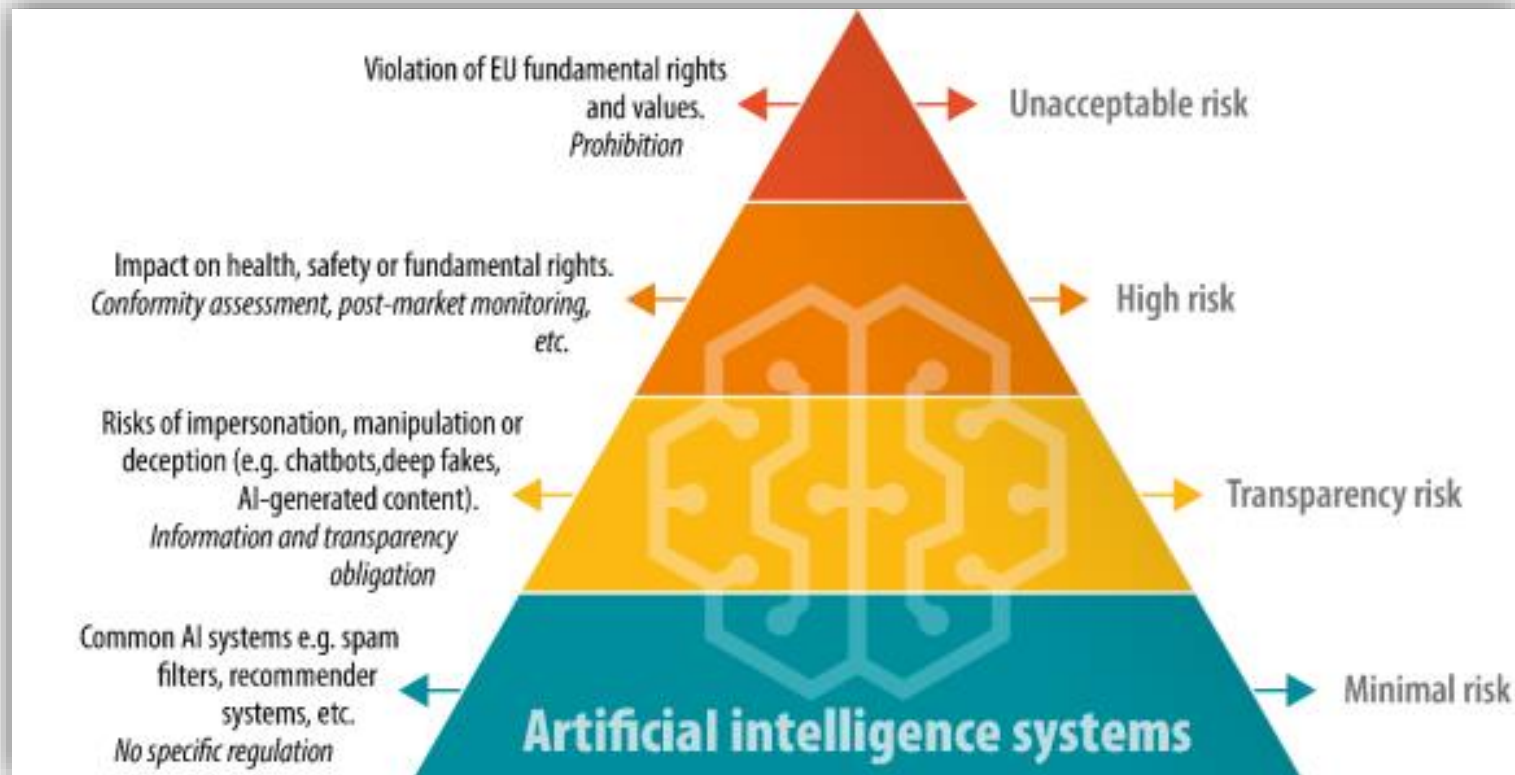 Violation of EU fundamental rights
and values.
Prohibition
Unacceptable risk
Impact on health, safety or fundamental rights.
Conformity assessment, post-market monitoring,
etc.
High risk
Risks of impersonation, manipulation or
deception (e.g. chatbots,deep fakes,
AI-generated content).
Information and transparency
obligation
Transparency risk
Common AI systems e.g. spam
filters, recommender
systems, etc.
No specific regulation
Minimal risk
Artificial intelligence systems